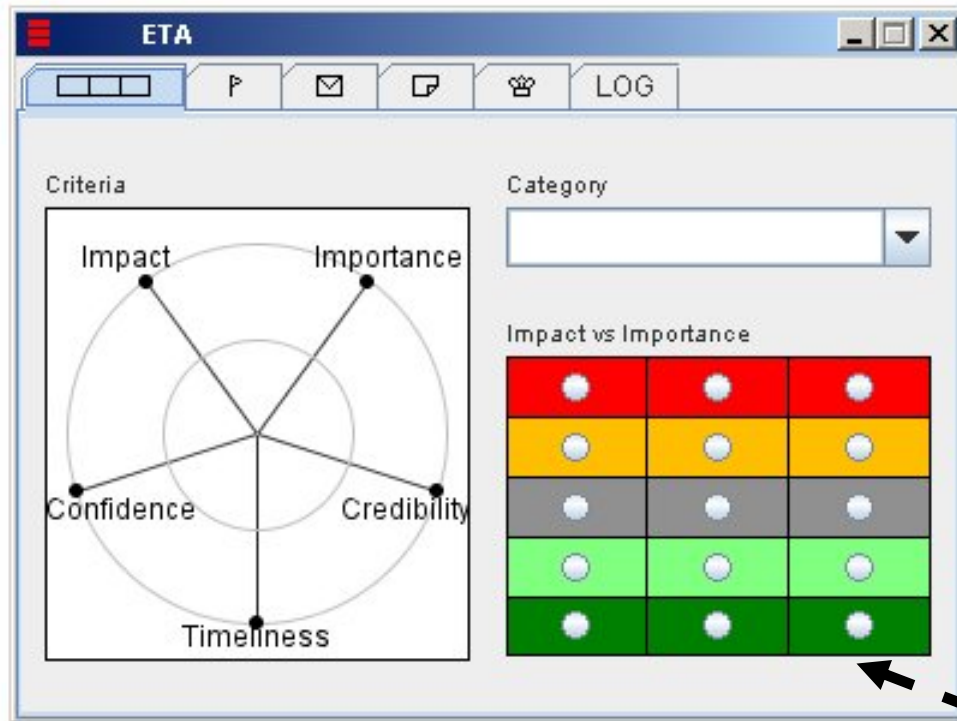 ETA
LOG
Criteria
Category
Impact
Importance
Impact vs Importance
Confidence
Credibility
Timeliness